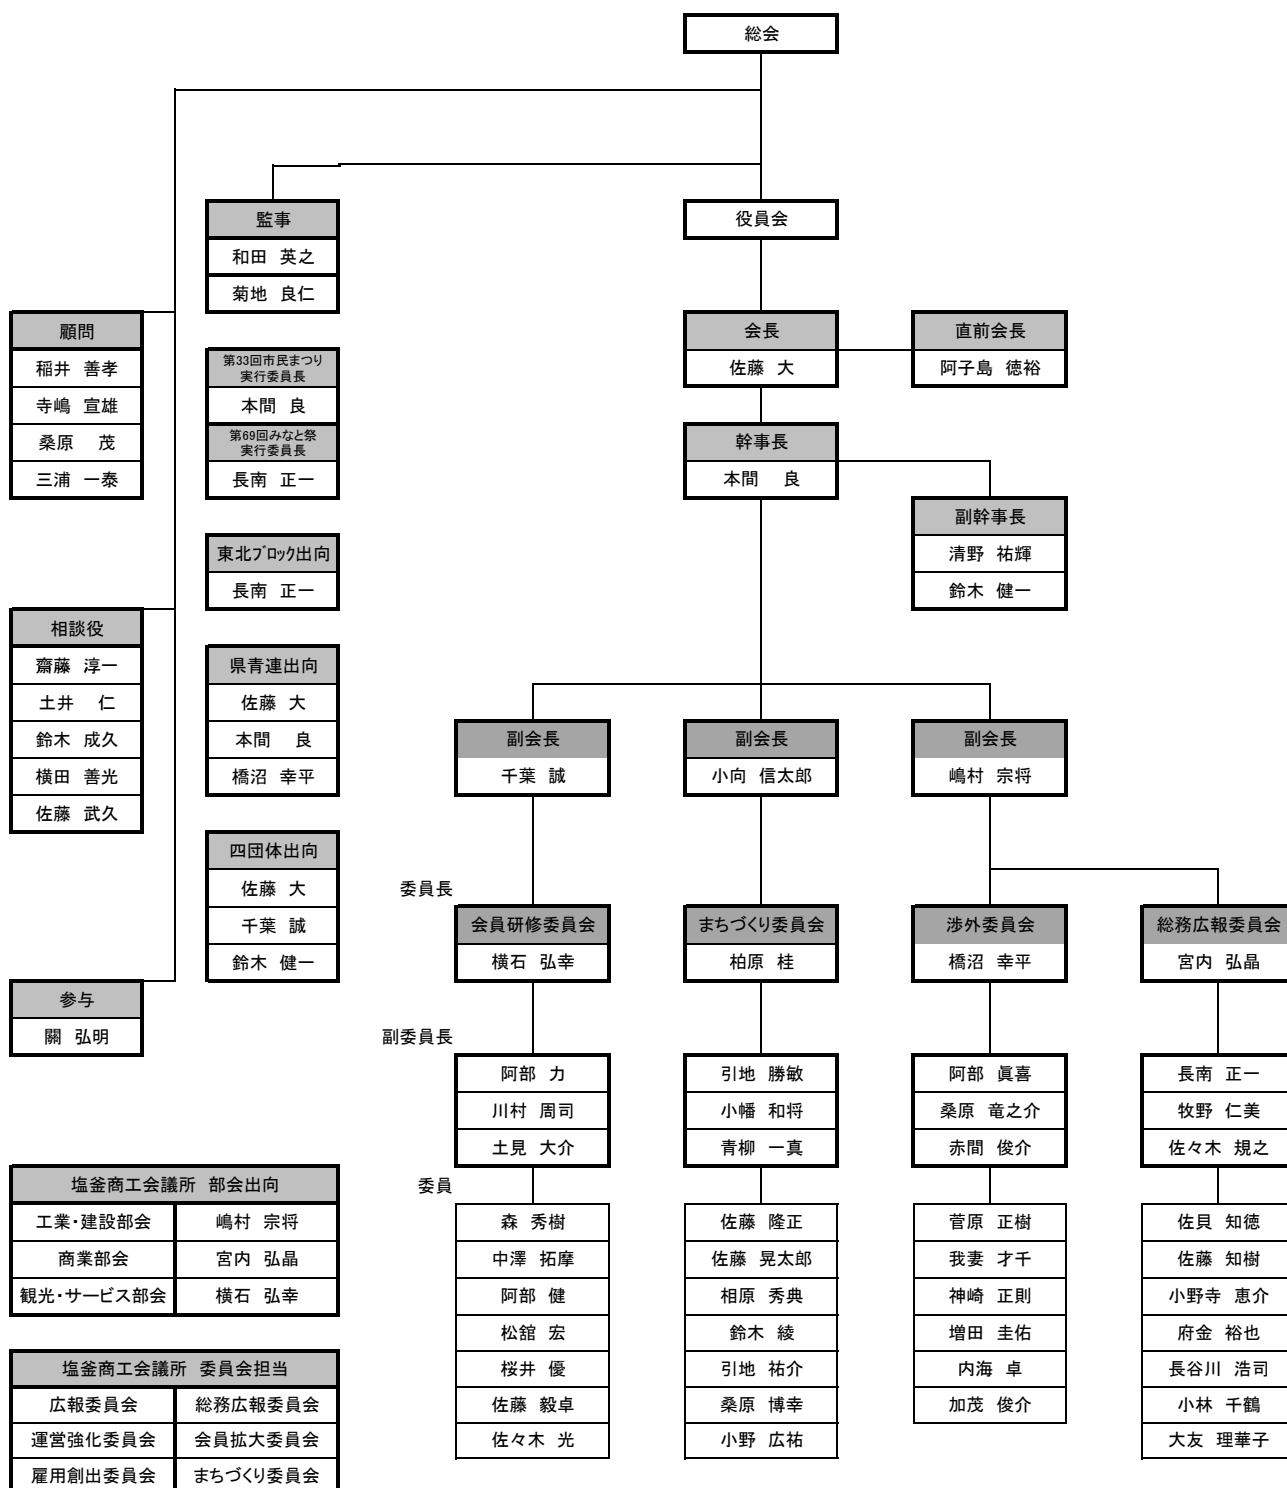 総会
監事
和田 英之
菊地 良仁
役員会
顧問
稲井 善孝
寺嶋 宣雄
桑原 茂
三浦 一泰
第33回市民まつり
実行委員長
本間 良
第69回みなと祭
実行委員長
長南 正一
会長
佐藤 大
直前会長
阿子島 徳裕
幹事長
本間 良
副幹事長
清野 祐輝
鈴木 健一
東北ブロック出向
長南 正一
相談役
齋藤 淳一
土井 仁
鈴木 成久
横田 善光
佐藤 武久
県青連出向
佐藤 大
本間 良
橋沼 幸平
副会長
千葉 誠
副会長
小向 信太郎
副会長
嶋村 宗将
四団体出向
佐藤 大
千葉 誠
鈴木 健一
委員長
会員研修委員会
横石 弘幸
まちづくり委員会
柏原 桂
渉外委員会
橋沼 幸平
総務広報委員会
宮内 弘晶
参与
關 弘明
副委員長
阿部 力
川村 周司
土見 大介
引地 勝敏
小幡 和将
青柳 一真
阿部 眞喜
桑原 竜之介
赤間 俊介
長南 正一
牧野 仁美
佐々木 規之
委員
森 秀樹
中澤 拓摩
阿部 健
松舘 宏
桜井 優
佐藤 毅卓
佐々木 光
佐藤 隆正
佐藤 晃太郎
相原 秀典
鈴木 綾
引地 祐介
桑原 博幸
小野 広祐
菅原 正樹
我妻 才千
神崎 正則
増田 圭佑
内海 卓
加茂 俊介
佐貝 知徳
佐藤 知樹
小野寺 恵介
府金 裕也
長谷川 浩司
小林 千鶴
大友 理華子
塩釜商工会議所 部会出向
工業・建設部会 嶋村 宗将
商業部会 宮内 弘晶
観光・サービス部会 横石 弘幸
塩釜商工会議所 委員会担当
広報委員会 総務広報委員会
運営強化委員会 会員拡大委員会
雇用創出委員会 まちづくり委員会